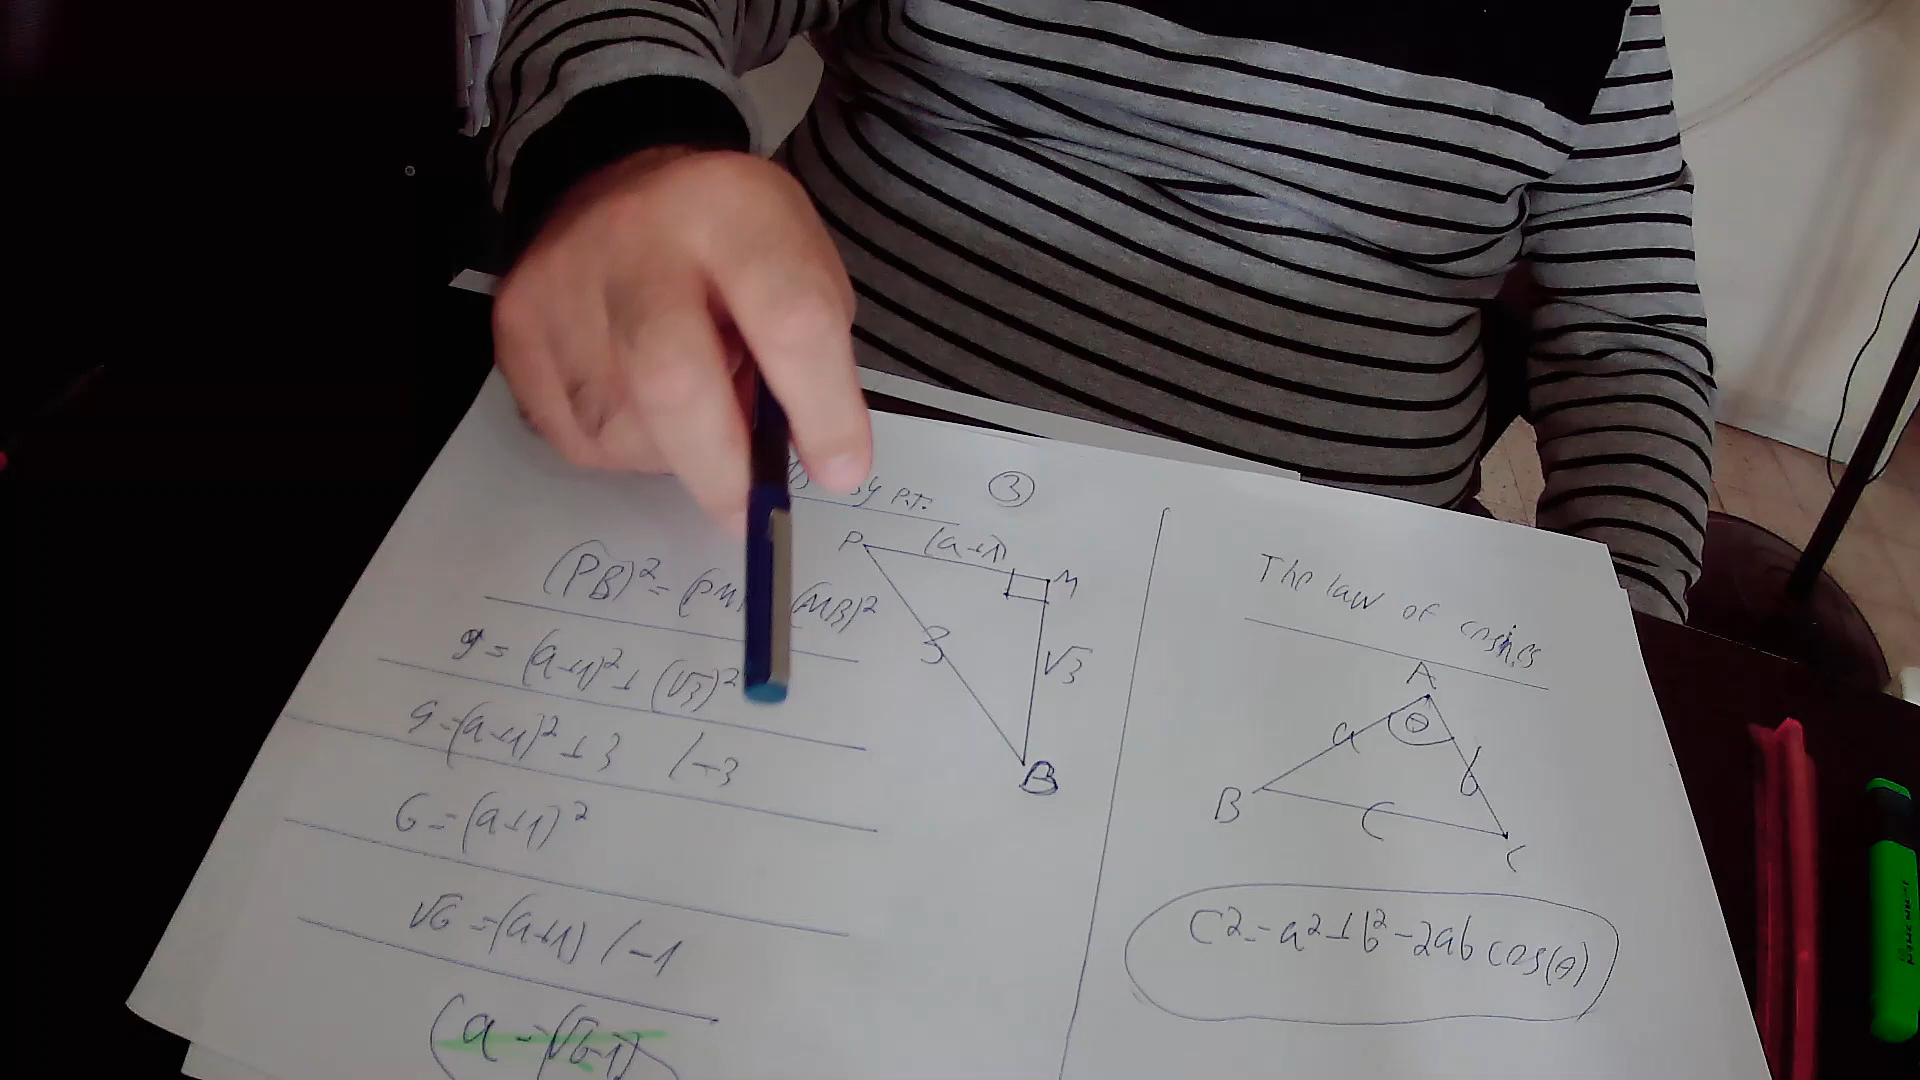 by P.T.
(3)
P (a+1) M
3 √3
B
(PB)² = (PM) (MB)²
9 = (a+1)² + (√3)²
9 = (a+1)² + 3 /-3
6 = (a+1)²
√6 = (a+1) /-1
(a = √6-1)
The law of cosines
A
θ
a b
B c C
C² = a² + b² - 2ab cos(θ)